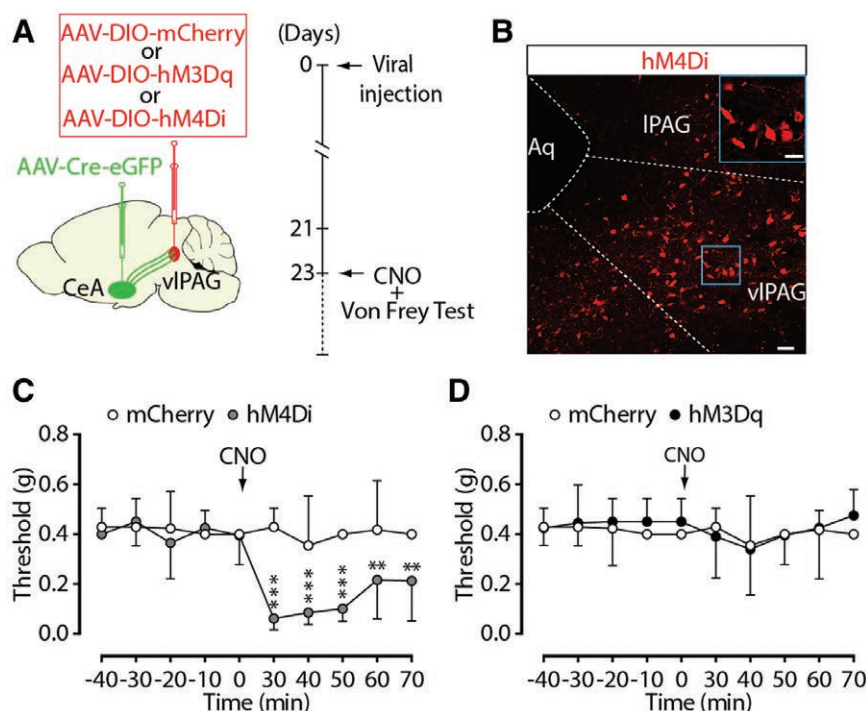 A
AAV-DIO-mCherry
or
AAV-DIO-hM3Dq
or
AAV-DIO-hM4Di
AAV-Cre-eGFP
CeA
vlPAG
(Days)
0
Viral
injection
21
23
CNO
+
Von Frey Test
B
hM4Di
lPAG
Aq
vlPAG
C
mCherry hM4Di
CNO
Threshold (g)
0.8
0.6
0.4
0.2
0.0
*** *** *** ** **
-40 -30 -20 -10 0 30 40 50 60 70
Time (min)
D
mCherry hM3Dq
CNO
Threshold (g)
0.8
0.6
0.4
0.2
0.0
-40 -30 -20 -10 0 30 40 50 60 70
Time (min)